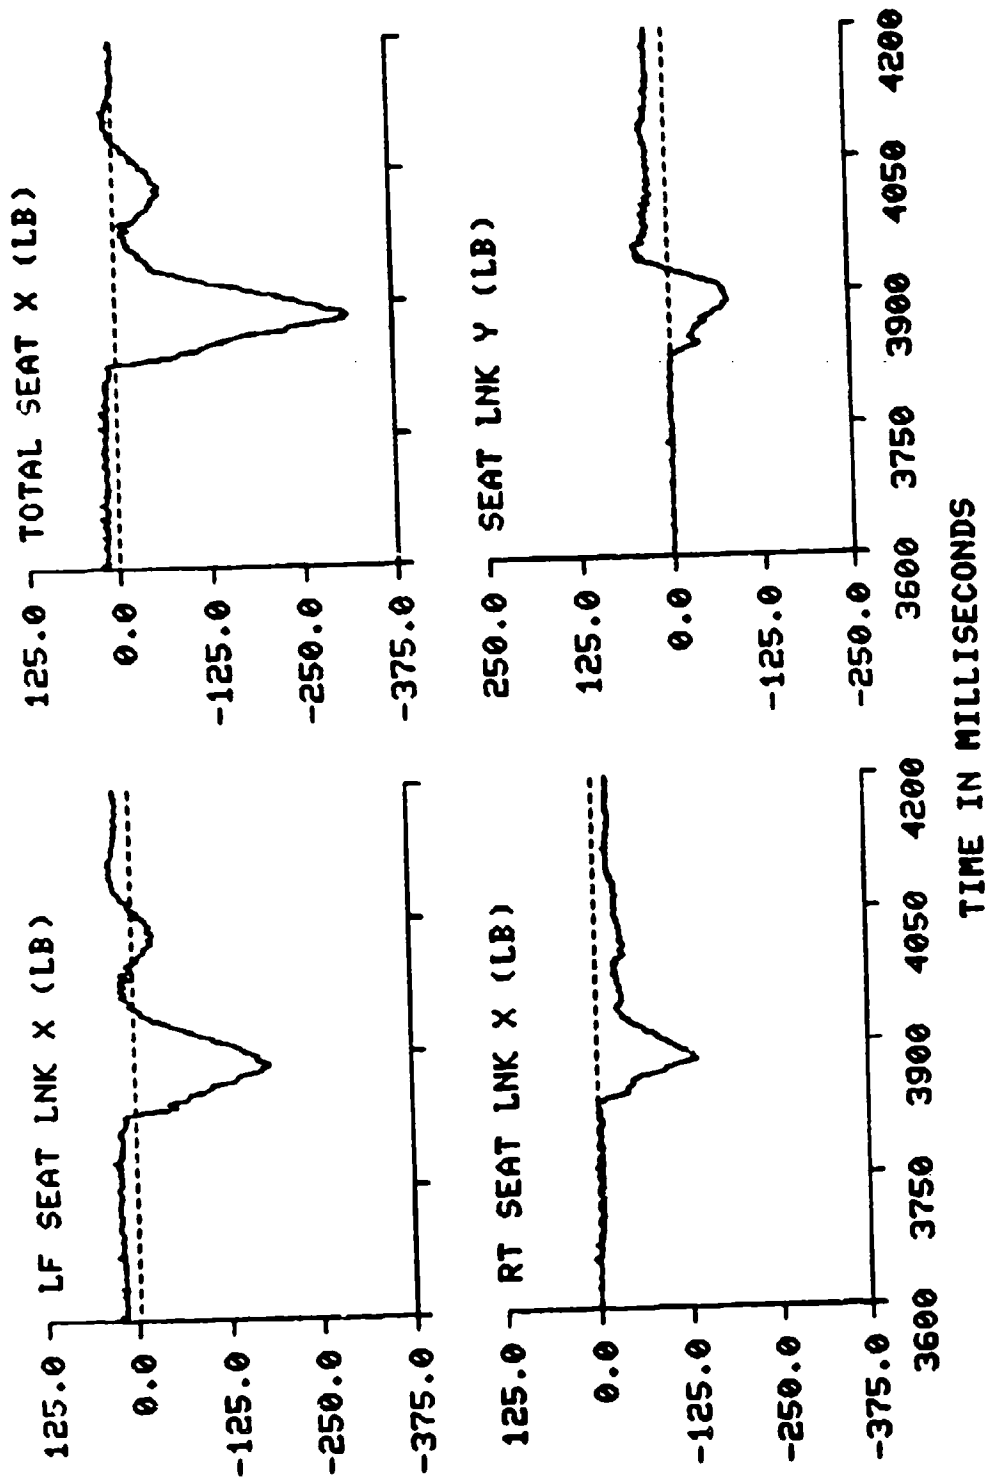 LF SEAT LNK X (LB)
125.0
0.0
-125.0
-250.0
-375.0
TOTAL SEAT X (LB)
125.0
0.0
-125.0
-250.0
-375.0
RT SEAT LNK X (LB)
125.0
0.0
-125.0
-250.0
-375.0
3600 3750 3900 4050 4200
SEAT LNK Y (LB)
250.0
125.0
0.0
-125.0
-250.0
3600 3750 3900 4050 4200
TIME IN MILLISECONDS